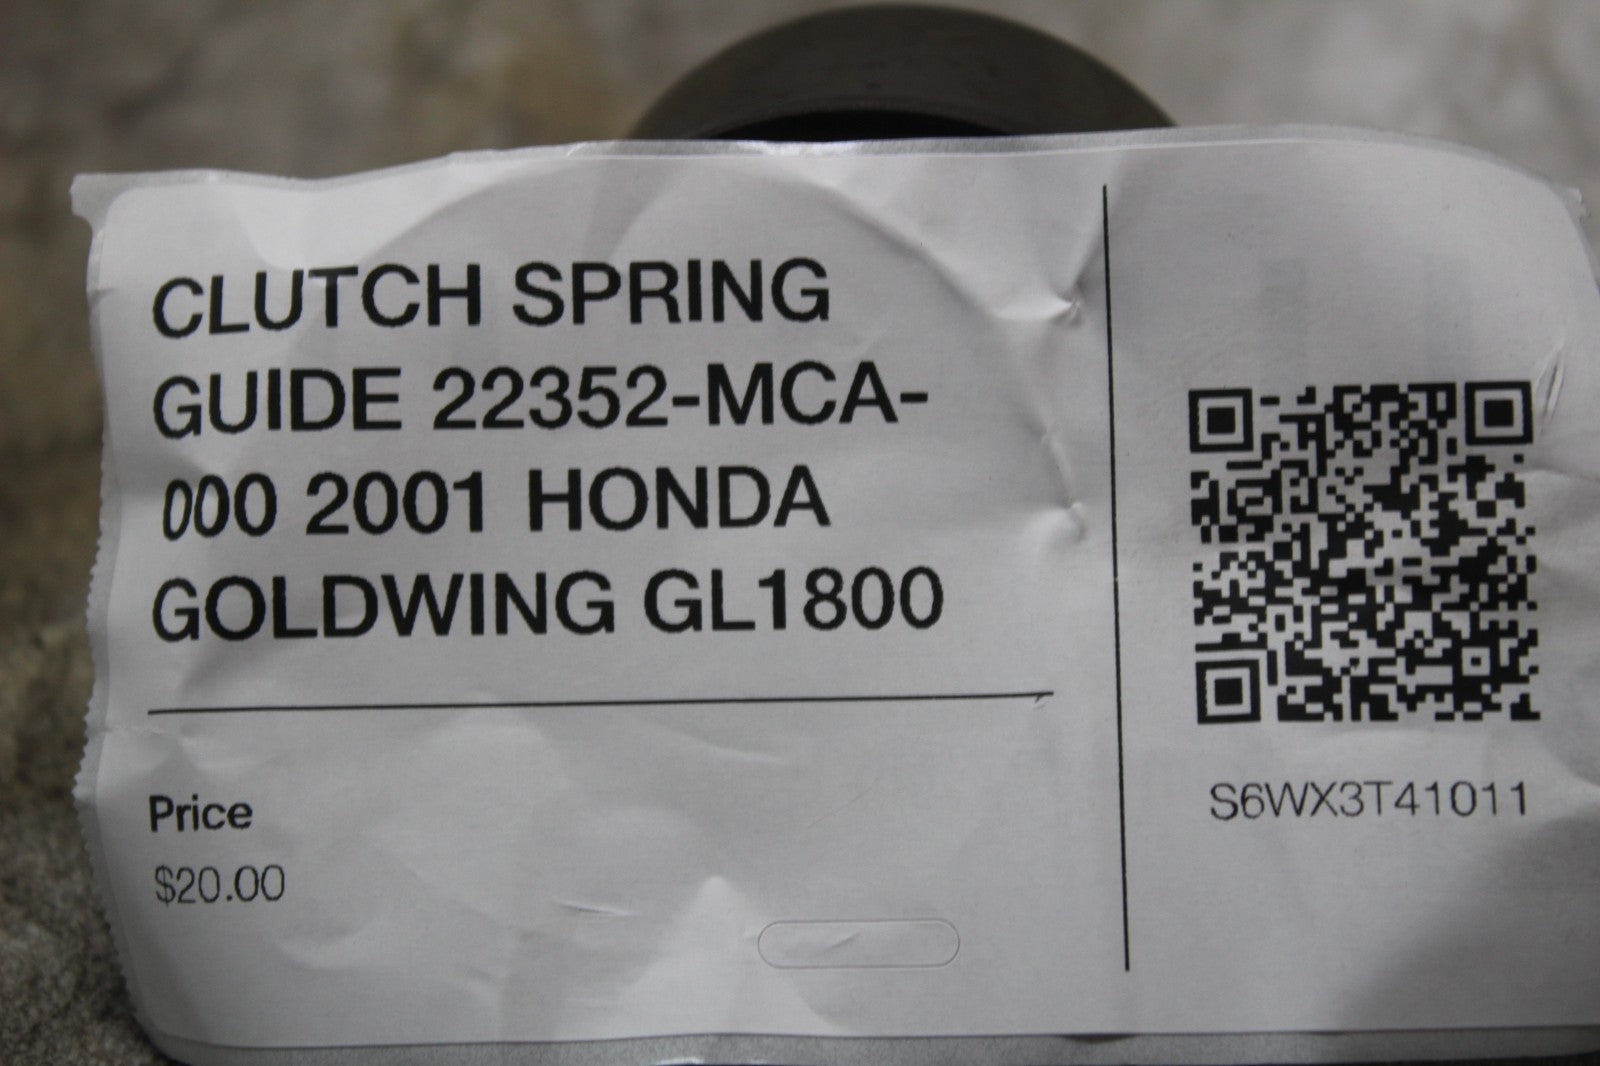 CLUTCH SPRING
GUIDE 22352-MCA-
000 2001 HONDA
GOLDWING GL1800
Price
$20.00
S6WX3T41011